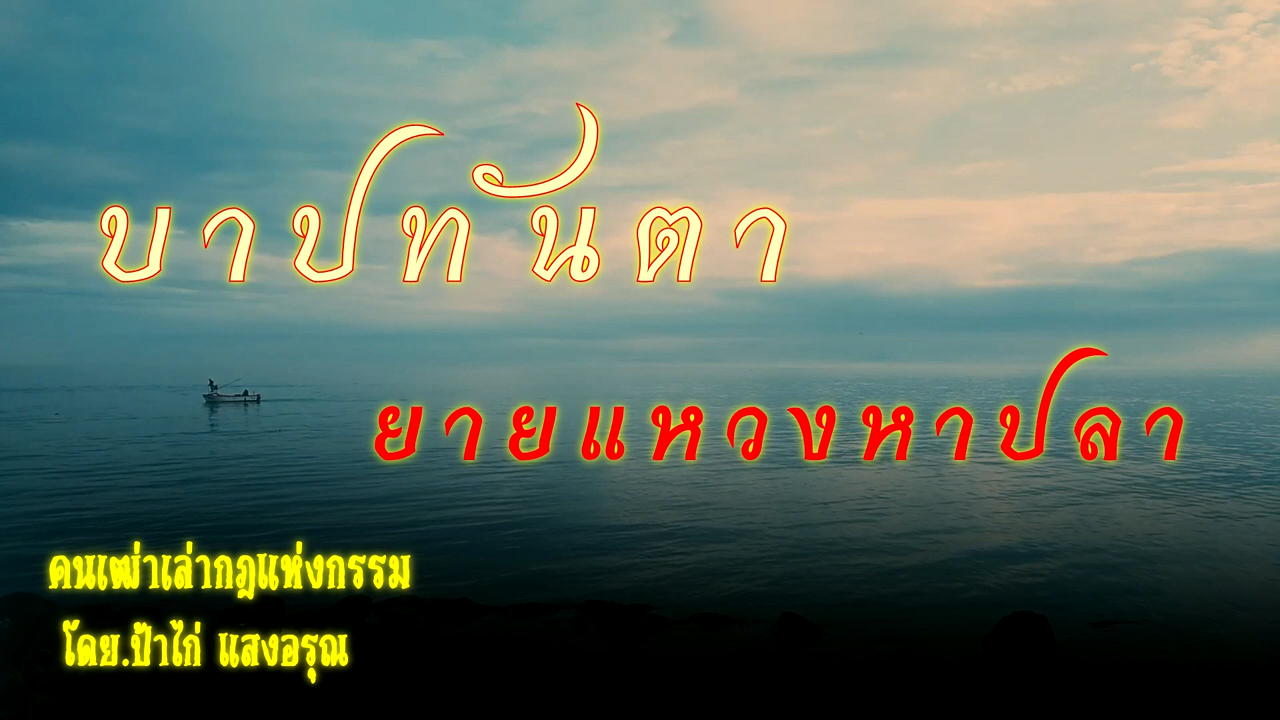 บาปทันตา
ยายแหวงหาปลา
คนเฒ่าเล่ากฎแห่งกรรม
โดย.ป้าไก่ แสงอรุณ